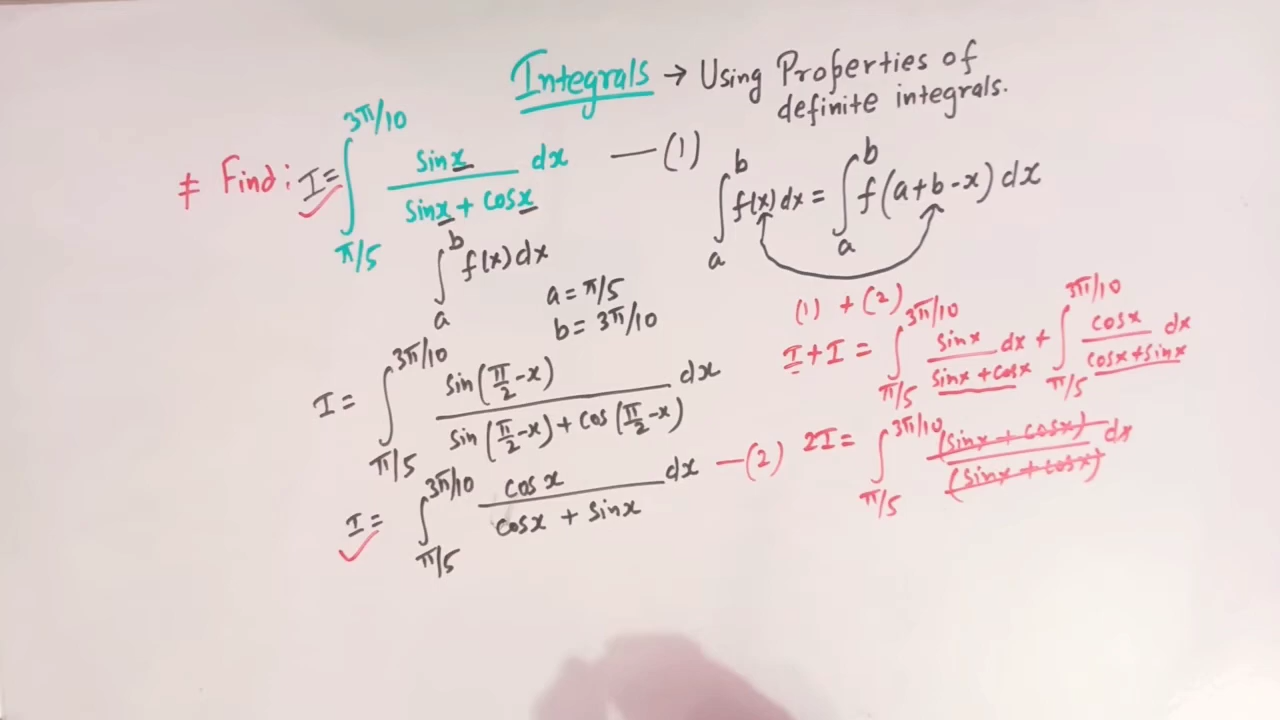 Integrals → Using Properties of
definite integrals.
≠ Find: I = ∫_{π/5}^{3π/10} sinx / (sinx + cosx) dx —(1)
∫_a^b f(x) dx = ∫_a^b f(a+b-x) dx
∫_a^b f(x) dx
a = π/5
b = 3π/10
I = ∫_{π/5}^{3π/10} sin(π/2 - x) / (sin(π/2 - x) + cos(π/2 - x)) dx
I = ∫_{π/5}^{3π/10} cosx / (cosx + sinx) dx —(2)
(1) + (2)
I + I = ∫_{π/5}^{3π/10} sinx / (sinx + cosx) dx + ∫_{π/5}^{3π/10} cosx / (cosx + sinx) dx
2I = ∫_{π/5}^{3π/10} (sinx + cosx) / (sinx + cosx) dx